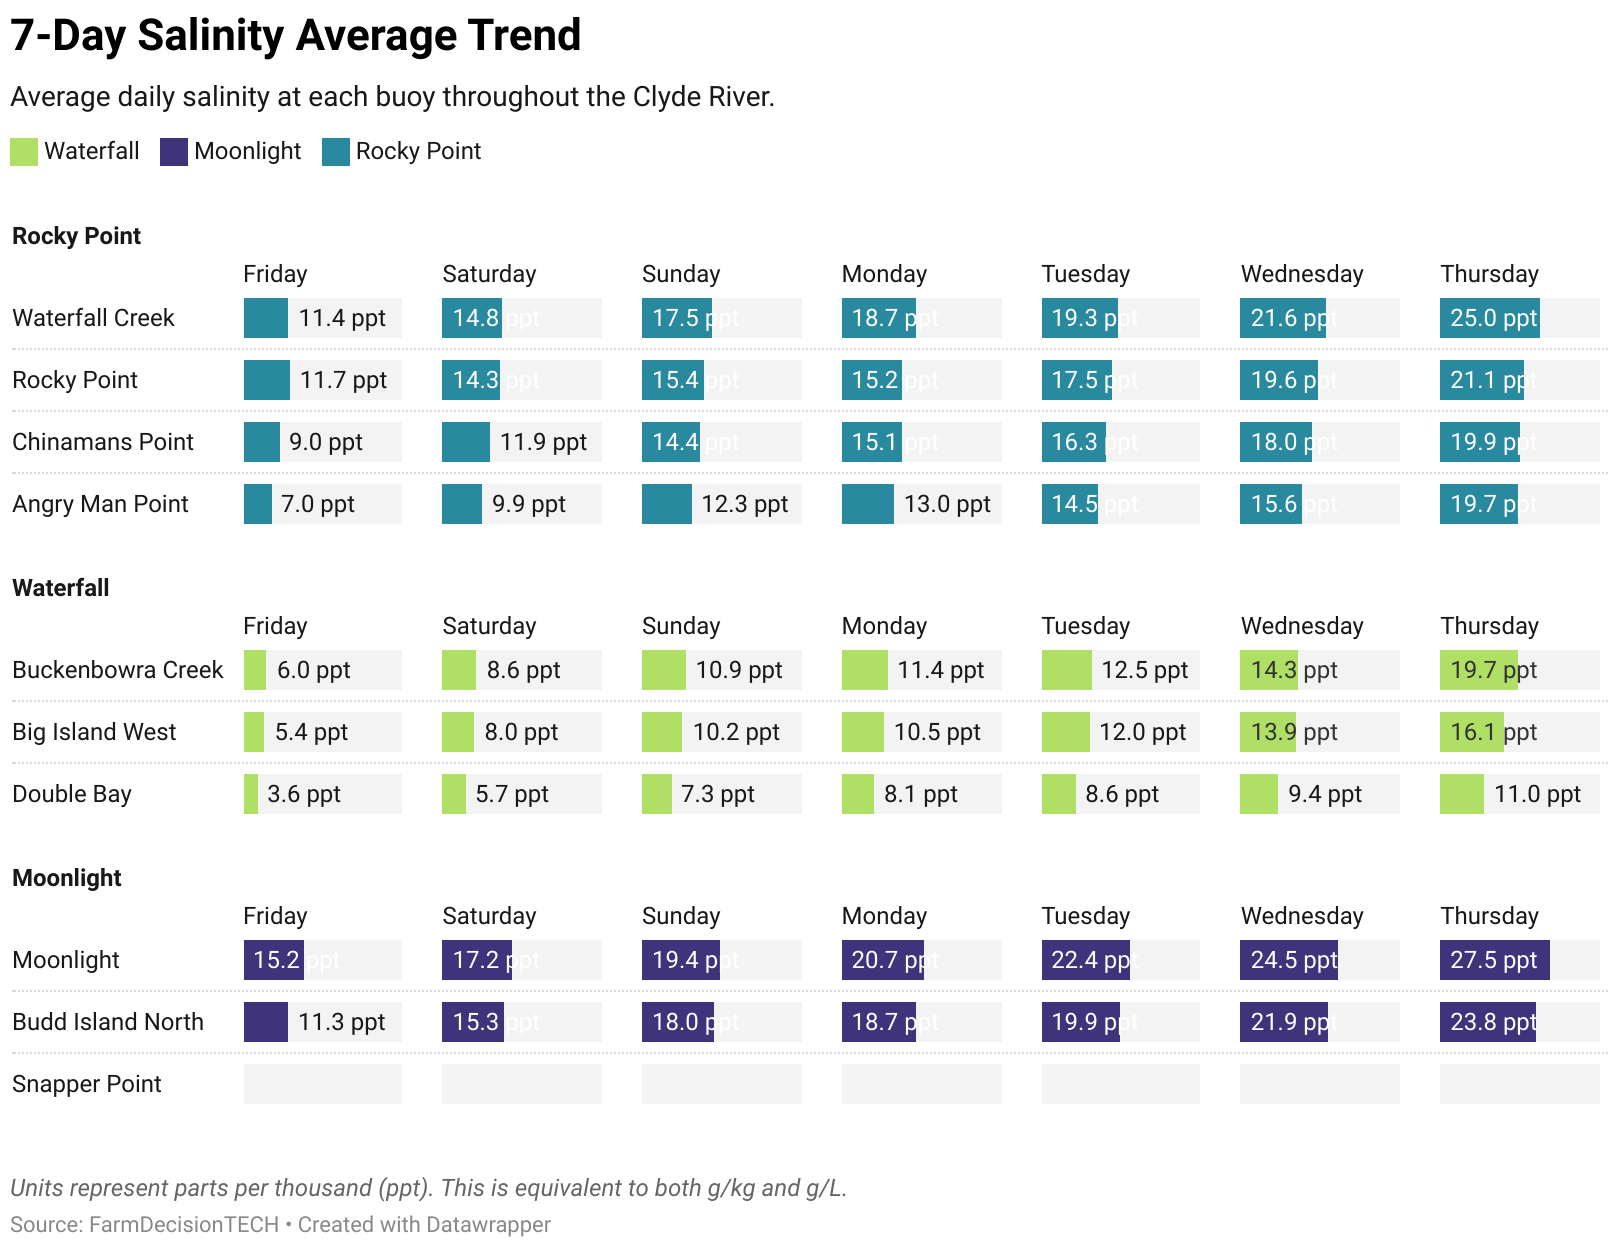 7-Day Salinity Average Trend
Average daily salinity at each buoy throughout the Clyde River.
Waterfall Moonlight Rocky Point
Rocky Point
Friday Saturday Sunday Monday Tuesday Wednesday Thursday
Waterfall Creek 11.4 ppt 14.8 ppt 17.5 ppt 18.7 ppt 19.3 ppt 21.6 ppt 25.0 ppt
Rocky Point 11.7 ppt 14.3 ppt 15.4 ppt 15.2 ppt 17.5 ppt 19.6 ppt 21.1 ppt
Chinamans Point 9.0 ppt 11.9 ppt 14.4 ppt 15.1 ppt 16.3 ppt 18.0 ppt 19.9 ppt
Angry Man Point 7.0 ppt 9.9 ppt 12.3 ppt 13.0 ppt 14.5 ppt 15.6 ppt 19.7 ppt
Waterfall
Friday Saturday Sunday Monday Tuesday Wednesday Thursday
Buckenbowra Creek 6.0 ppt 8.6 ppt 10.9 ppt 11.4 ppt 12.5 ppt 14.3 ppt 19.7 ppt
Big Island West 5.4 ppt 8.0 ppt 10.2 ppt 10.5 ppt 12.0 ppt 13.9 ppt 16.1 ppt
Double Bay 3.6 ppt 5.7 ppt 7.3 ppt 8.1 ppt 8.6 ppt 9.4 ppt 11.0 ppt
Moonlight
Friday Saturday Sunday Monday Tuesday Wednesday Thursday
Moonlight 15.2 ppt 17.2 ppt 19.4 ppt 20.7 ppt 22.4 ppt 24.5 ppt 27.5 ppt
Budd Island North 11.3 ppt 15.3 ppt 18.0 ppt 18.7 ppt 19.9 ppt 21.9 ppt 23.8 ppt
Snapper Point
Units represent parts per thousand (ppt). This is equivalent to both g/kg and g/L.
Source: FarmDecisionTECH • Created with Datawrapper